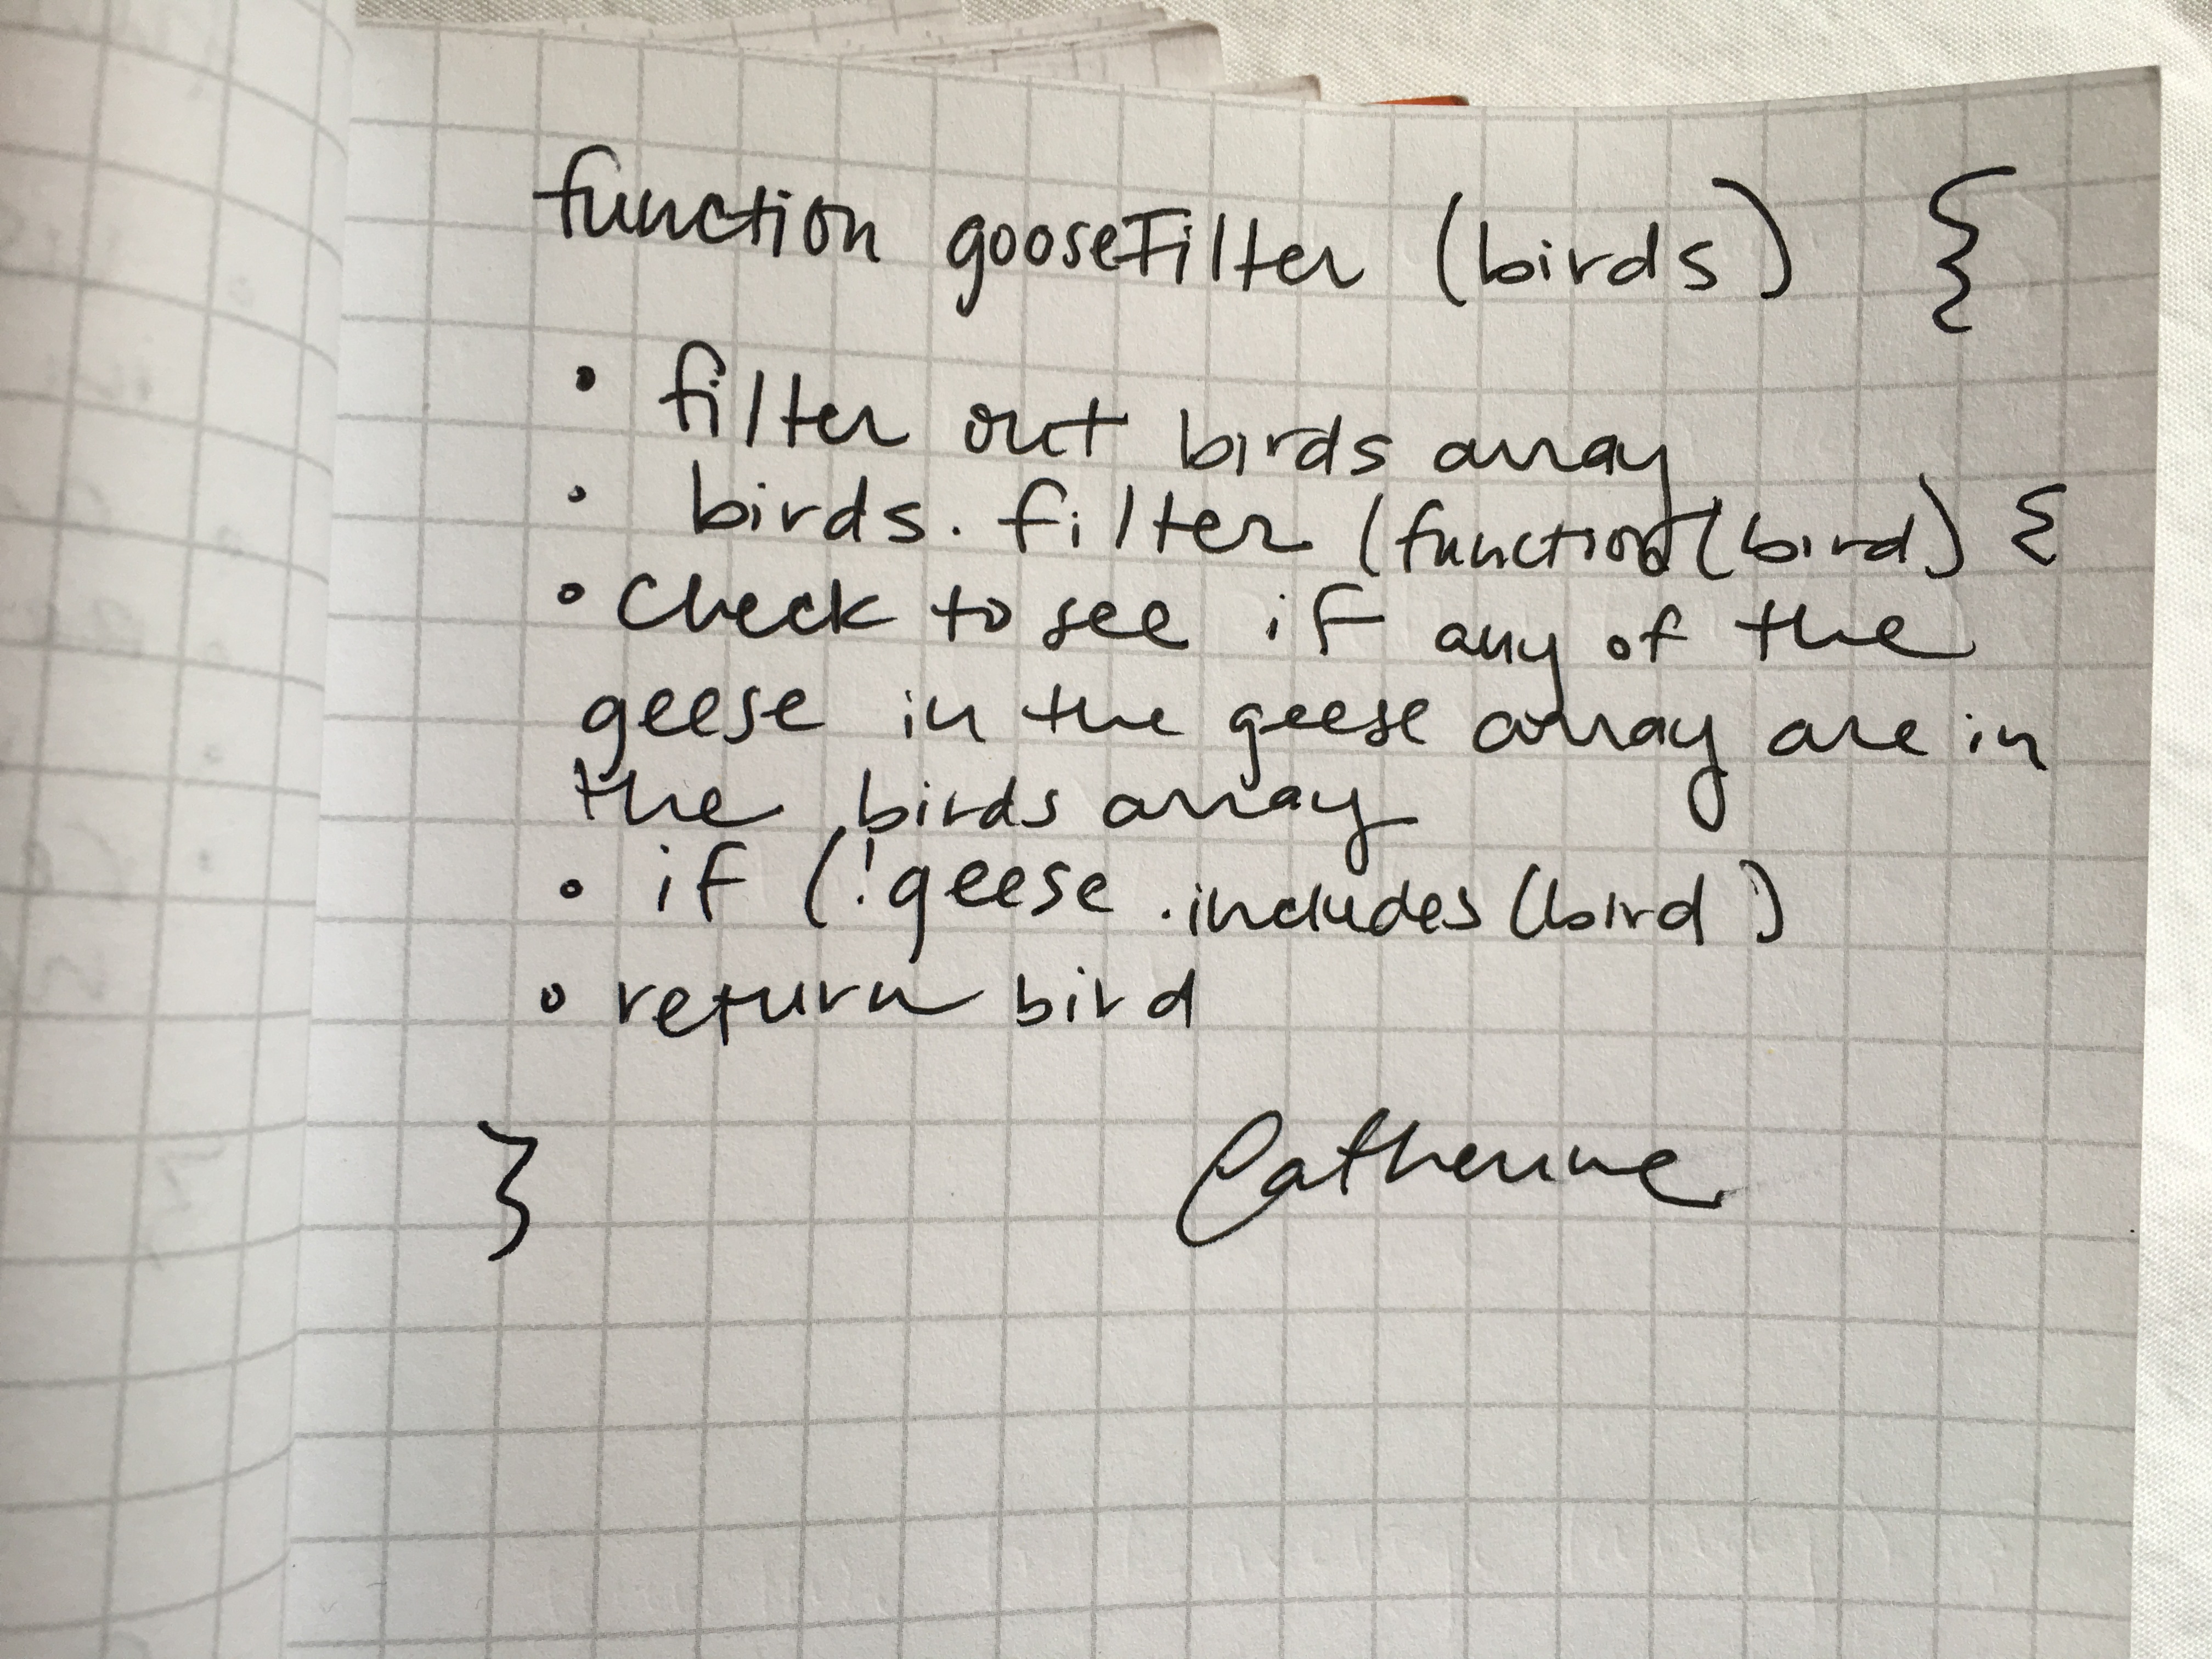 function gooseFilter (birds) {
• filter out birds array
• birds.filter (function(bird) {
• Check to see if any of the
geese in the geese array are in
the birds array
• if (!geese.includes(bird)
• return bird
}
Catherine